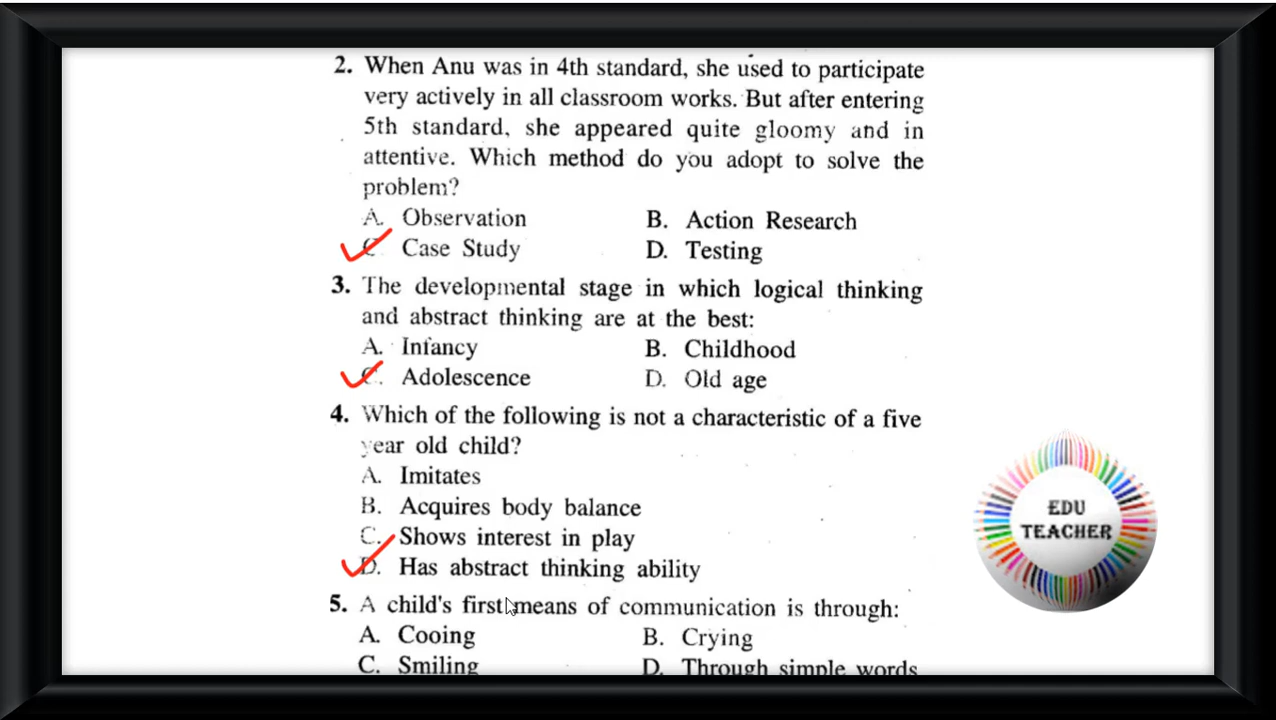 2. When Anu was in 4th standard, she used to participate
very actively in all classroom works. But after entering
5th standard, she appeared quite gloomy and in
attentive. Which method do you adopt to solve the
problem?
A. Observation B. Action Research
C. Case Study D. Testing
3. The developmental stage in which logical thinking
and abstract thinking are at the best:
A. Infancy B. Childhood
C. Adolescence D. Old age
4. Which of the following is not a characteristic of a five
year old child?
A. Imitates
B. Acquires body balance
C. Shows interest in play
D. Has abstract thinking ability
5. A child's first means of communication is through:
A. Cooing B. Crying
C. Smiling D. Through simple words
EDU
TEACHER